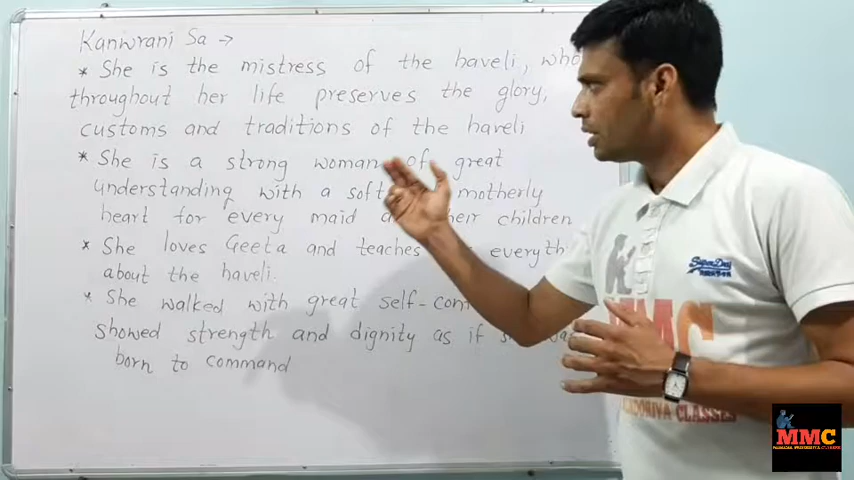 Kanwrani Sa →
* She is the mistress of the haveli, who
throughout her life preserves the glory,
customs and traditions of the haveli
* She is a strong woman of great
understanding with a soft motherly
heart for every maid children
* She loves Geeta and teaches everyth
about the haveli.
* She walked with great self-con
showed strength and dignity as if
born to command
SuperDry
MMC
CLASSES
MMC